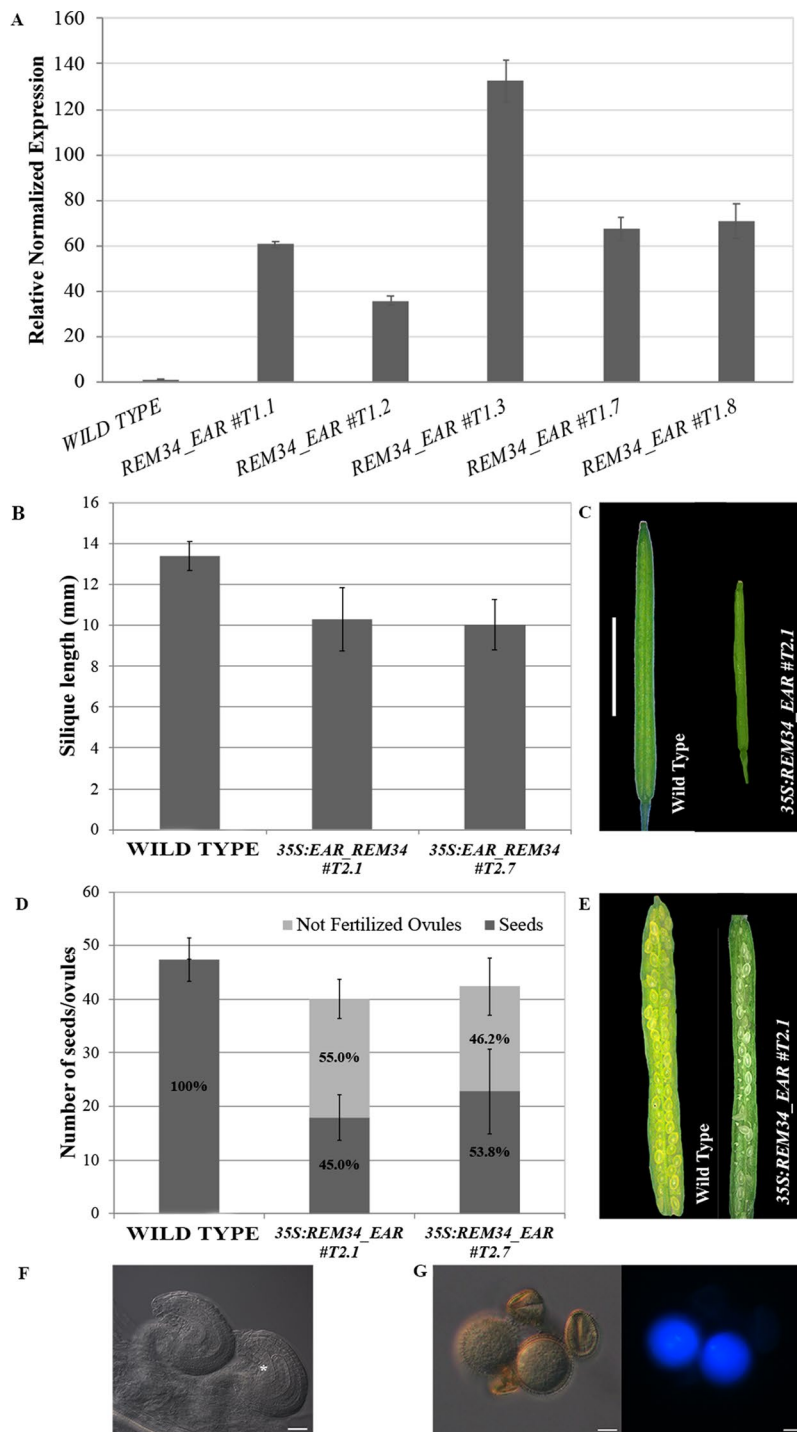 A
Relative Normalized Expression
160
140
120
100
80
60
40
20
0
WILD TYPE
REM34_EAR #T1.1
REM34_EAR #T1.2
REM34_EAR #T1.3
REM34_EAR #T1.7
REM34_EAR #T1.8
B
Silique length (mm)
16
14
12
10
8
6
4
2
0
WILD TYPE
35S:EAR_REM34
#T2.1
35S:EAR_REM34
#T2.7
C
Wild Type
35S:REM34_EAR #T2.1
D
Number of seeds/ovules
60
50
40
30
20
10
0
Not Fertilized Ovules
Seeds
100%
55.0%
45.0%
46.2%
53.8%
WILD TYPE
35S:REM34_EAR
#T2.1
35S:REM34_EAR
#T2.7
E
Wild Type
35S:REM34_EAR #T2.1
F
*
G